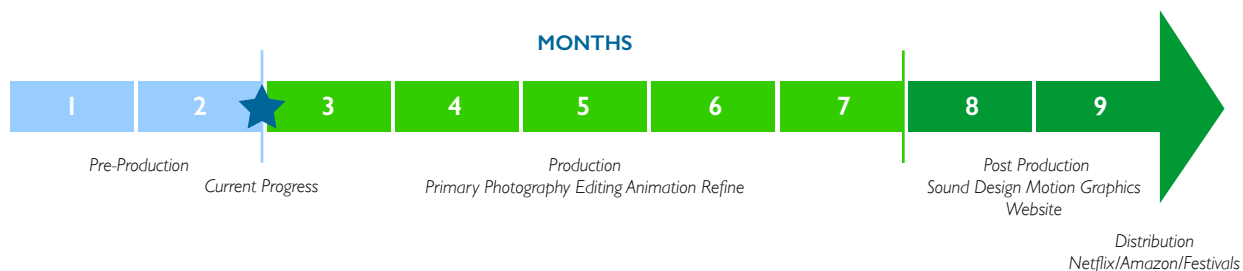 MONTHS
1 2 3 4 5 6 7 8 9
Pre-Production
Current Progress
Production
Primary Photography Editing Animation Refine
Post Production
Sound Design Motion Graphics
Website
Distribution
Netflix/Amazon/Festivals